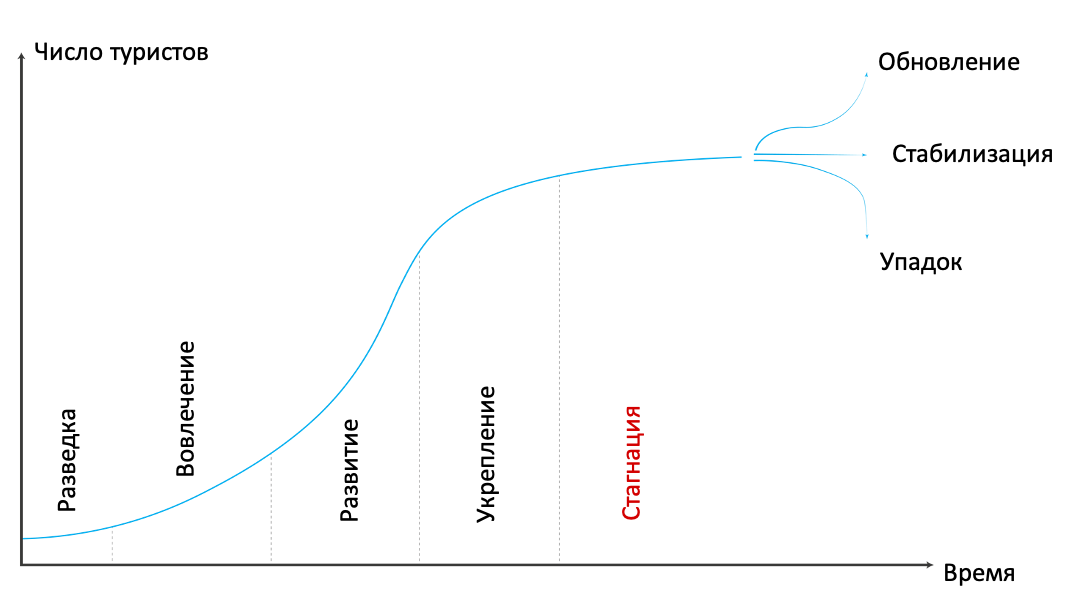 Число туристов
Обновление
Стабилизация
Упадок
Разведка
Вовлечение
Развитие
Укрепление
Стагнация
Время